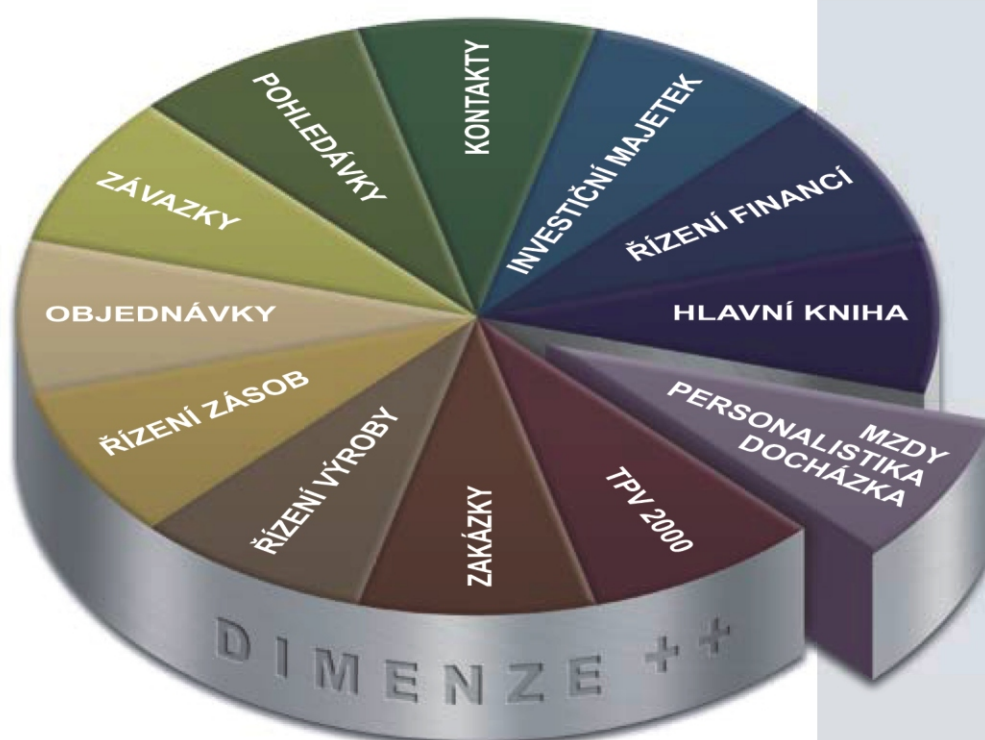 KONTAKTY
INVESTIČNÍ MAJETEK
ŘÍZENÍ FINANCÍ
HLAVNÍ KNIHA
MZDY
PERSONALISTIKA
DOCHÁZKA
TPV 2000
ZAKÁZKY
ŘÍZENÍ VÝROBY
ŘÍZENÍ ZÁSOB
OBJEDNÁVKY
ZÁVAZKY
POHLEDÁVKY
DIMENZE ++